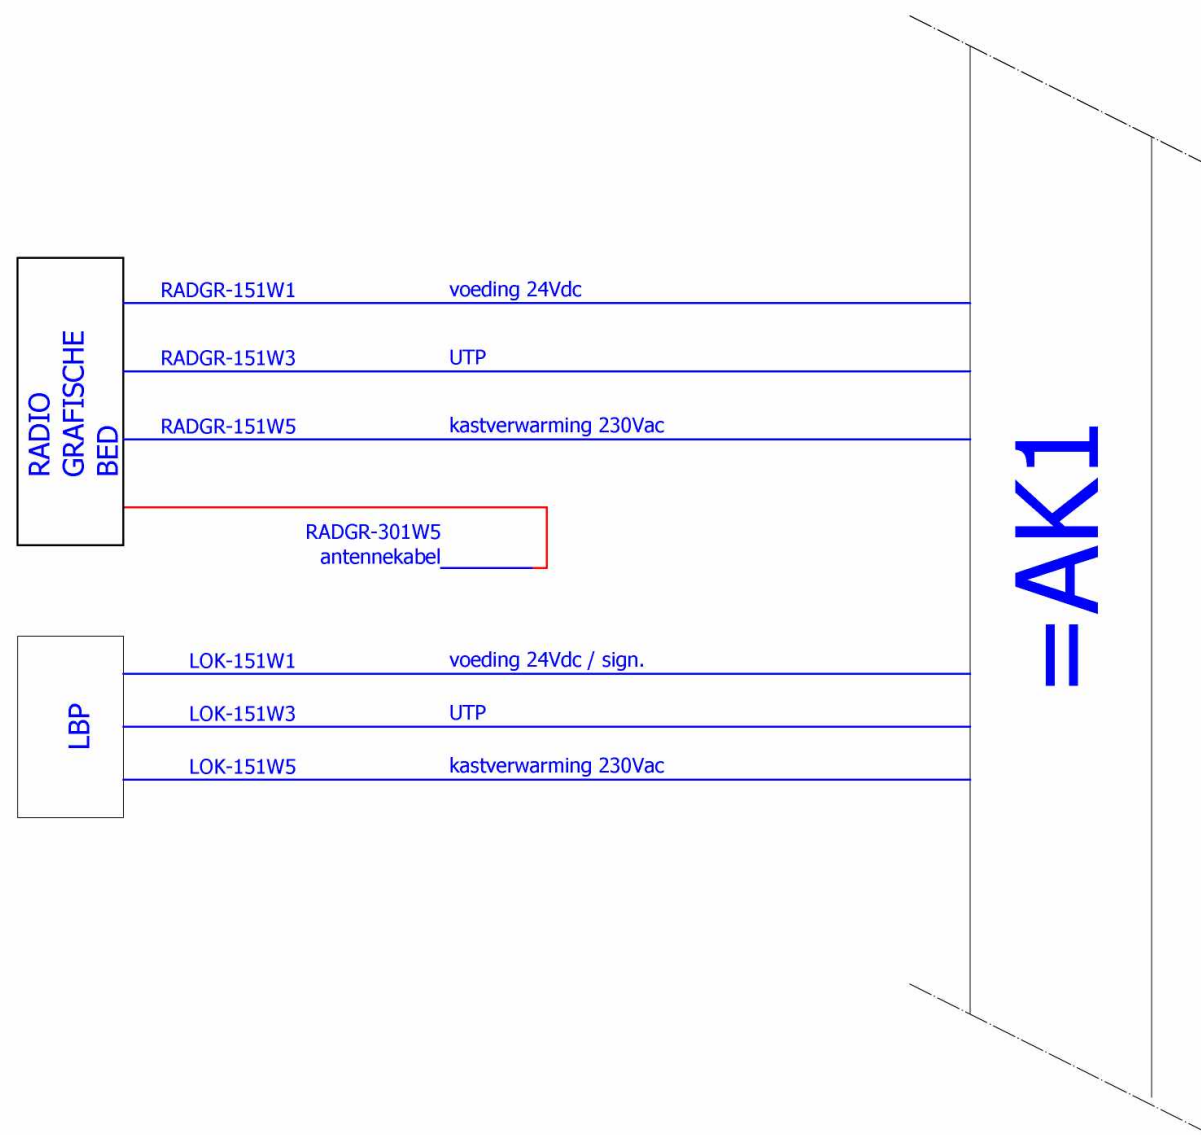 RADIO
GRAFISCHE
BED
RADGR-151W1 voeding 24Vdc
RADGR-151W3 UTP
RADGR-151W5 kastverwarming 230Vac
RADGR-301W5
antennekabel
=AK1
LBP
LOK-151W1 voeding 24Vdc / sign.
LOK-151W3 UTP
LOK-151W5 kastverwarming 230Vac